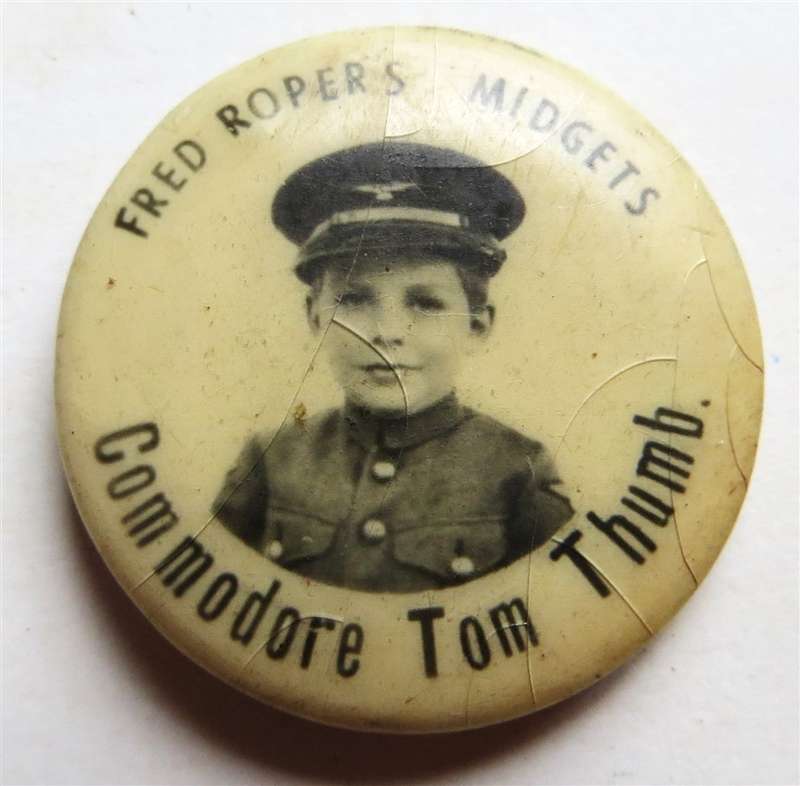 FRED ROPER'S MIDGETS
Commodore Tom Thumb.